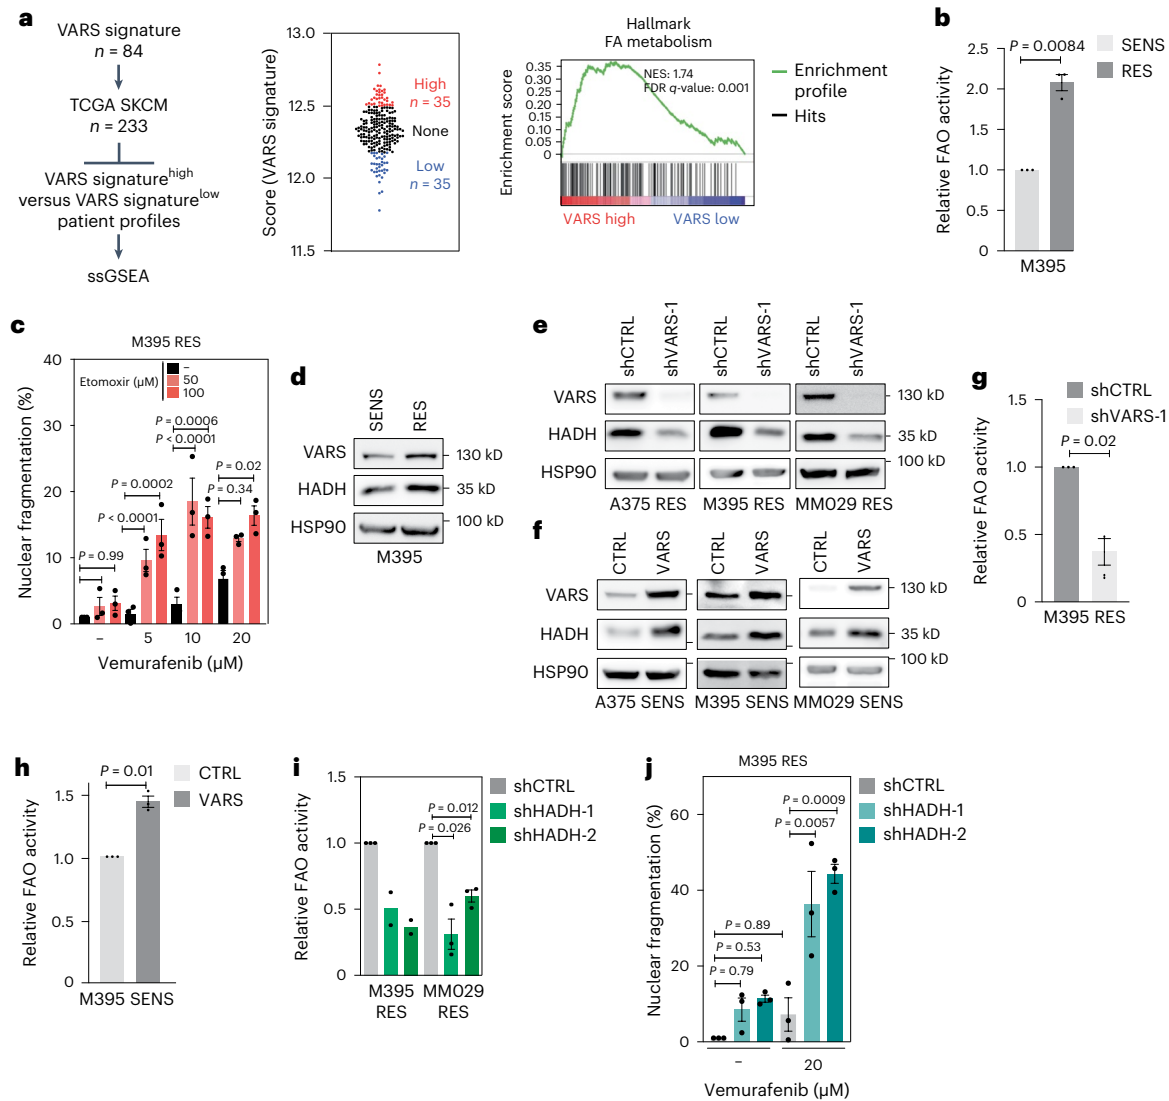 a
VARS signature
n = 84
TCGA SKCM
n = 233
VARS signaturehigh
versus VARS signaturelow
patient profiles
ssGSEA
Score (VARS signature)
13.0
12.5
12.0
11.5
High
n = 35
None
Low
n = 35
Hallmark
FA metabolism
Enrichment score
0.35
0.30
0.25
0.20
0.15
0.10
0.05
0
NES: 1.74
FDR q-value: 0.001
VARS high
VARS low
Enrichment
profile
Hits
b
Relative FAO activity
2.5
2.0
1.5
1.0
0.5
0
P = 0.0084
M395
SENS
RES
c
M395 RES
Nuclear fragmentation (%)
40
30
20
10
0
Etomoxir (µM)
–
50
100
P = 0.99
P < 0.0001
P = 0.0002
P < 0.0001
P = 0.0006
P = 0.34
P = 0.02
– 5 10 20
Vemurafenib (µM)
d
SENS
RES
VARS
130 kD
HADH
35 kD
HSP90
100 kD
M395
e
shCTRL
shVARS-1
shCTRL
shVARS-1
shCTRL
shVARS-1
VARS
130 kD
HADH
35 kD
HSP90
100 kD
A375 RES
M395 RES
MM029 RES
f
CTRL
VARS
CTRL
VARS
CTRL
VARS
VARS
130 kD
HADH
35 kD
HSP90
100 kD
A375 SENS
M395 SENS
MM029 SENS
g
shCTRL
shVARS-1
Relative FAO activity
1.5
1.0
0.5
0
P = 0.02
M395 RES
h
Relative FAO activity
1.5
1.0
0.5
0
P = 0.01
CTRL
VARS
M395 SENS
i
Relative FAO activity
1.5
1.0
0.5
0
P = 0.012
P = 0.026
shCTRL
shHADH-1
shHADH-2
M395
RES
MM029
RES
j
M395 RES
Nuclear fragmentation (%)
60
40
20
0
P = 0.0009
P = 0.0057
P = 0.89
P = 0.53
P = 0.79
shCTRL
shHADH-1
shHADH-2
– 20
Vemurafenib (µM)